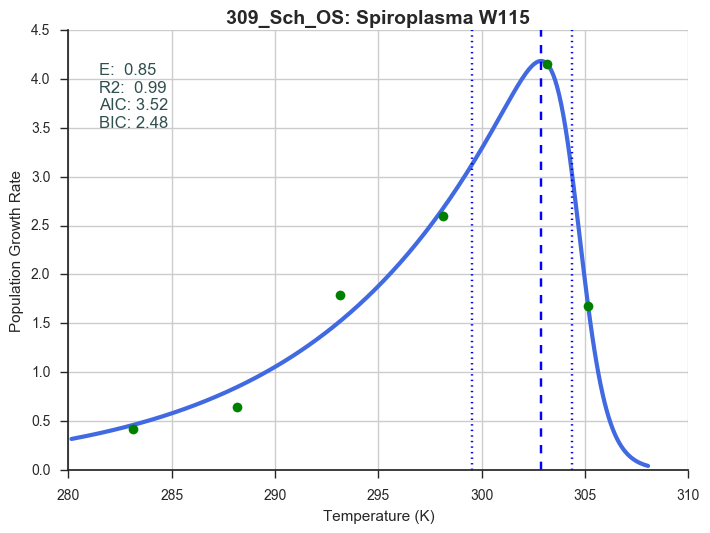 309_Sch_OS: Spiroplasma W115
E:  0.85
R2:  0.99
AIC: 3.52
BIC: 2.48
Population Growth Rate
4.5
4.0
3.5
3.0
2.5
2.0
1.5
1.0
0.5
0.0
280 285 290 295 300 305 310
Temperature (K)